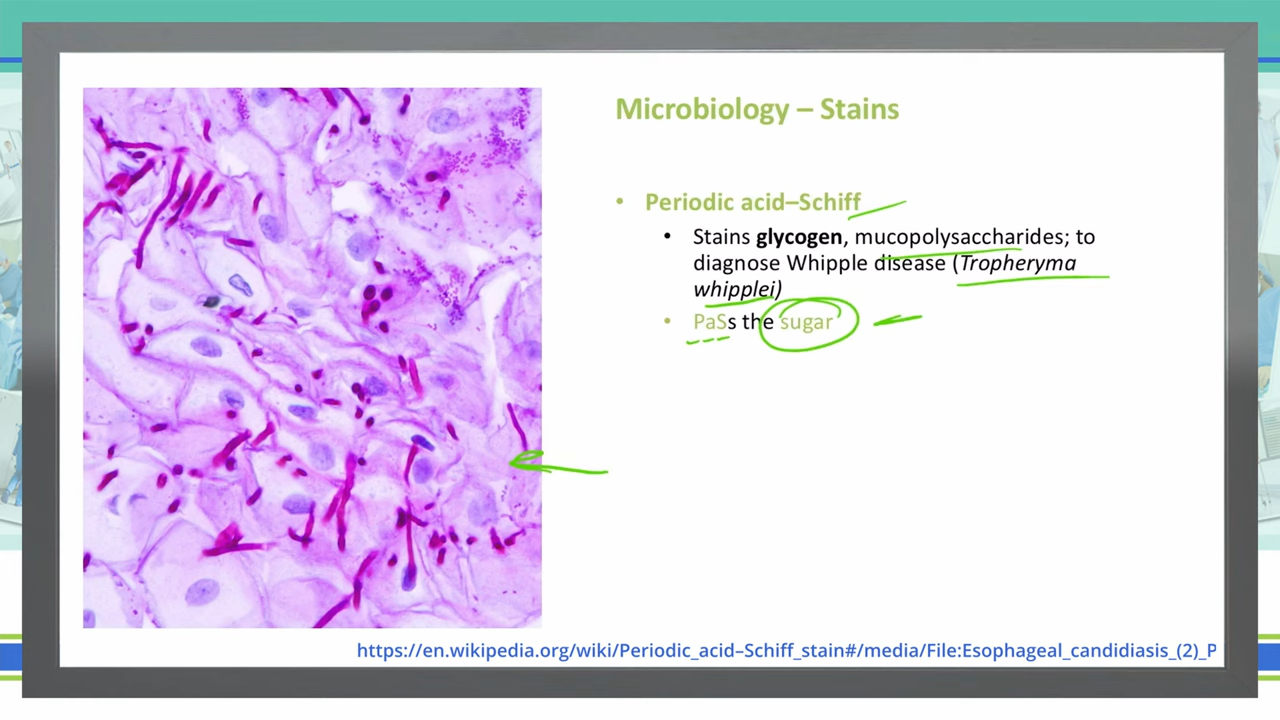 Microbiology – Stains
• Periodic acid–Schiff
• Stains glycogen, mucopolysaccharides; to
diagnose Whipple disease (Tropheryma
whipplei)
• PaSs the sugar
https://en.wikipedia.org/wiki/Periodic_acid–Schiff_stain#/media/File:Esophageal_candidiasis_(2)_P